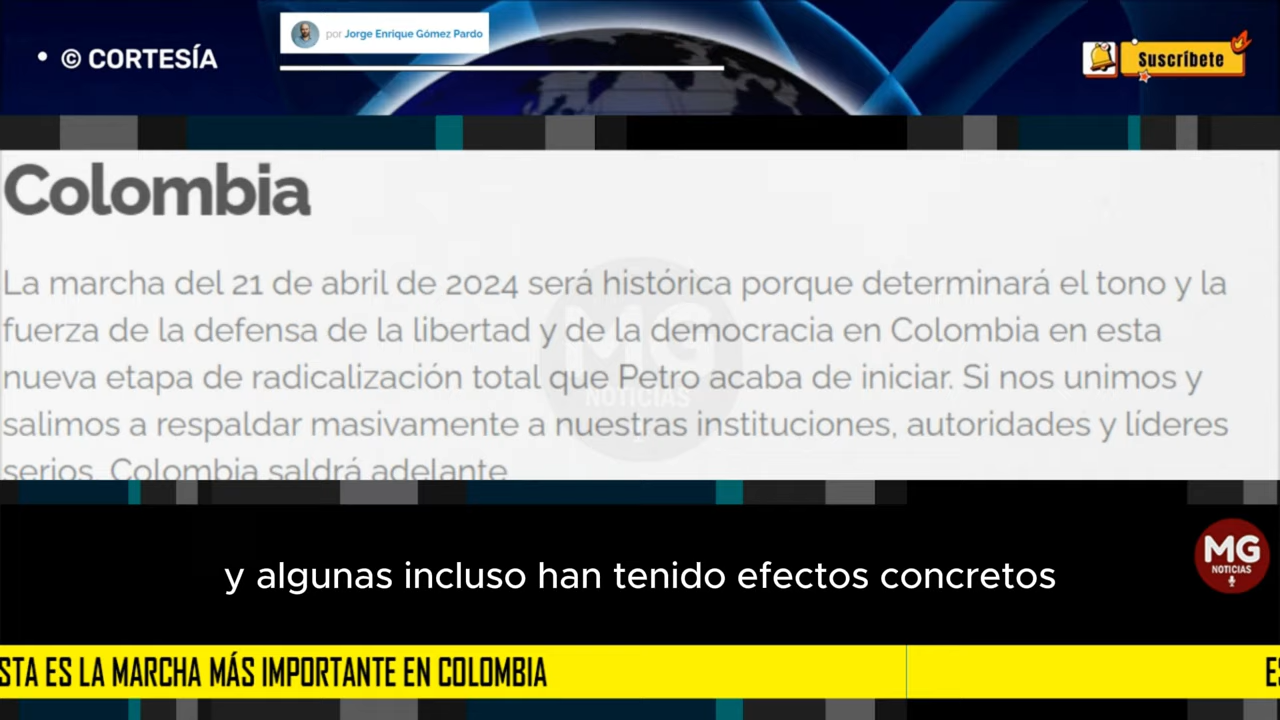 • © CORTESÍA
por Jorge Enrique Gómez Pardo
Suscríbete
Colombia
La marcha del 21 de abril de 2024 será histórica porque determinará el tono y la
fuerza de la defensa de la libertad y de la democracia en Colombia en esta
nueva etapa de radicalización total que Petro acaba de iniciar. Si nos unimos y
salimos a respaldar masivamente a nuestras instituciones, autoridades y líderes
serios, Colombia saldrá adelante
MG
NOTICIAS
y algunas incluso han tenido efectos concretos
MG
NOTICIAS
STA ES LA MARCHA MÁS IMPORTANTE EN COLOMBIA
ES